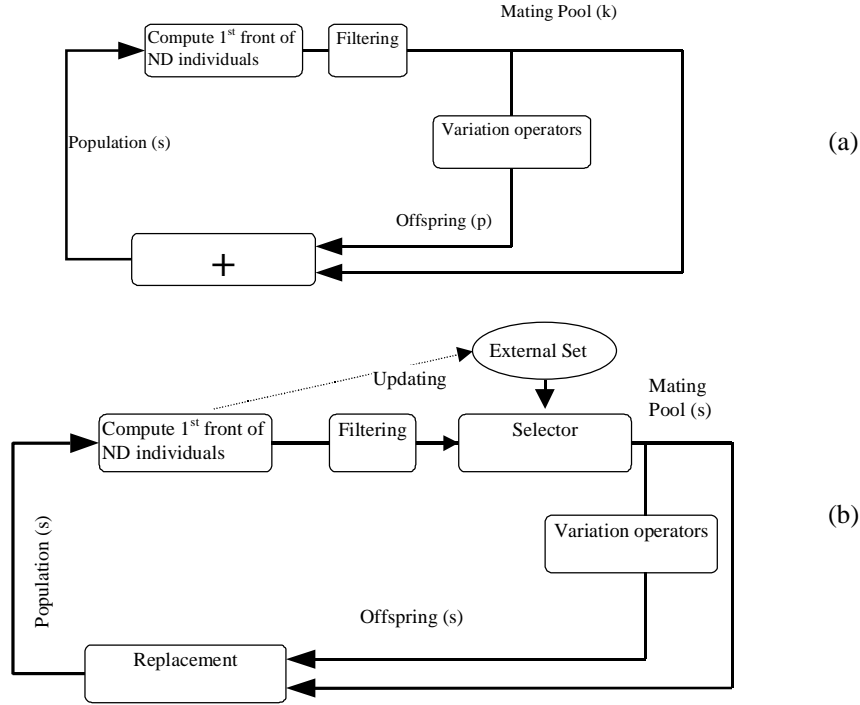 Mating Pool (k)
Compute 1st front of
ND individuals
Filtering
Population (s)
Variation operators
(a)
Offspring (p)
+
External Set
Updating
Mating
Pool (s)
Compute 1st front of
ND individuals
Filtering
Selector
(b)
Variation operators
Population (s)
Offspring (s)
Replacement